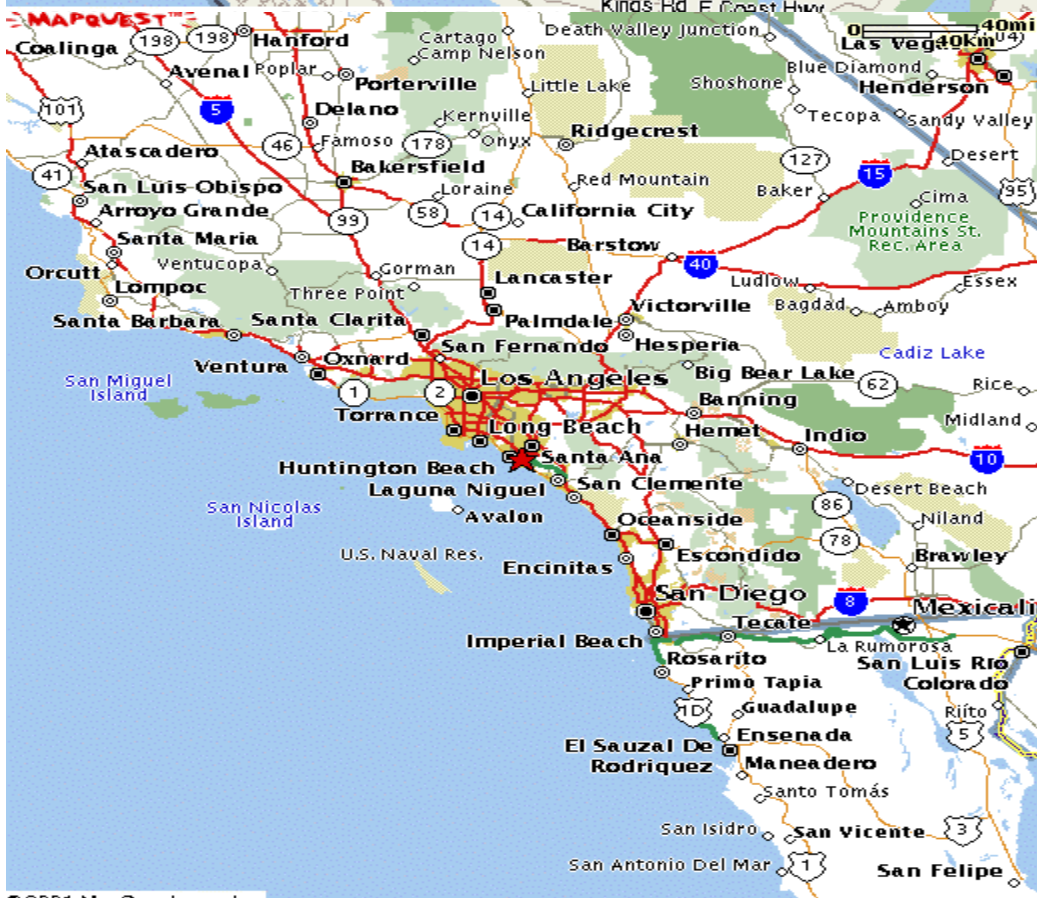 Kings Rd E Coast Hwy
MAPQUEST™
0 40mi
40km
198
198
Hanford
Cartago
Death Valley Junction
Las Vegas
Coalinga
Camp Nelson
Blue Diamond
Avenal
Poplar
Porterville
Little Lake
Shoshone
Henderson
101
5
Delano
Kernville
Tecopa
Sandy Valley
46
Famoso
178
Onyx
Ridgecrest
Atascadero
127
Desert
41
Bakersfield
15
San Luis Obispo
Loraine
Red Mountain
Baker
Cima
95
Arroyo Grande
99
58
14
California City
Providence
Mountains St.
Rec. Area
Santa Maria
14
Barstow
Orcutt
Ventucopa
Gorman
Lancaster
40
Lompoc
Three Point
Ludlow
Essex
Victorville
Bagdad
Amboy
Santa Barbara
Santa Clarita
Palmdale
San Fernando
Hesperia
Ventura
Oxnard
Cadiz Lake
San Miguel
Island
1
2
Los Angeles
Big Bear Lake
62
Rice
Torrance
Banning
Long Beach
Hemet
Indio
Midland
Huntington Beach
Santa Ana
10
Laguna Niguel
San Clemente
Desert Beach
San Nicolas
Island
Avalon
86
Oceanside
Niland
U.S. Naval Res.
78
Escondido
Brawley
Encinitas
San Diego
8
Mexicali
Imperial Beach
Tecate
La Rumorosa
Rosarito
San Luis Río
Colorado
Primo Tapia
1D
Guadalupe
Riíto
Ensenada
5
El Sauzal De
Rodriquez
Maneadero
Santo Tomás
San Isidro
San Vicente
3
San Antonio Del Mar
1
San Felipe